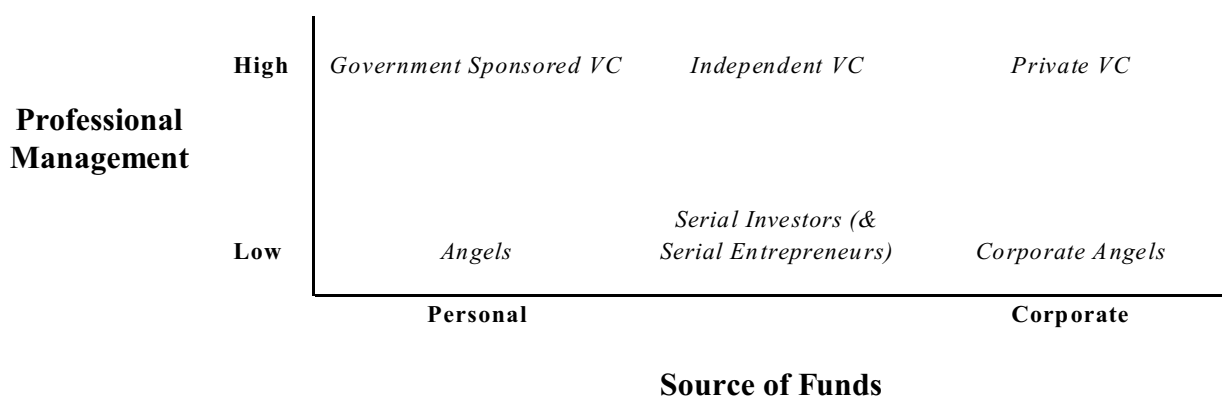 High Government Sponsored VC Independent VC Private VC
Professional
Management
Serial Investors (&
Low Angels Serial Entrepreneurs) Corporate Angels
Personal Corporate
Source of Funds